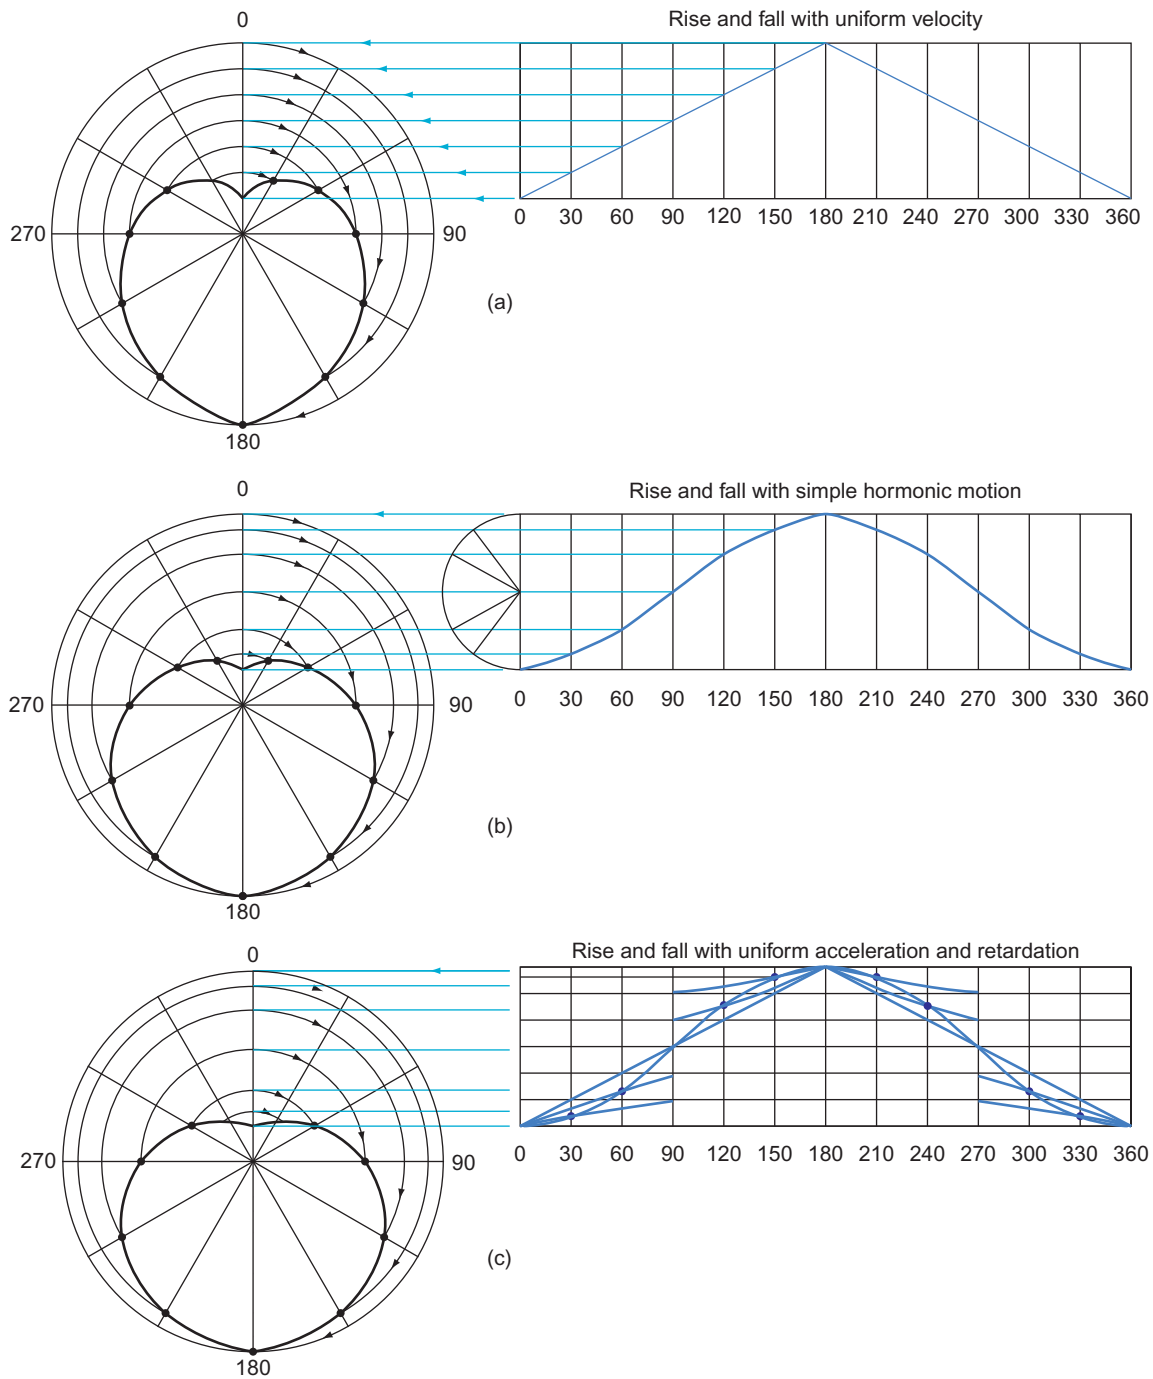 0
Rise and fall with uniform velocity
0 30 60 90 120 150 180 210 240 270 300 330 360
270
90
(a)
180
0
Rise and fall with simple hormonic motion
270
90
0 30 60 90 120 150 180 210 240 270 300 330 360
(b)
180
0
Rise and fall with uniform acceleration and retardation
0 30 60 90 120 150 180 210 240 270 300 330 360
270
90
(c)
180